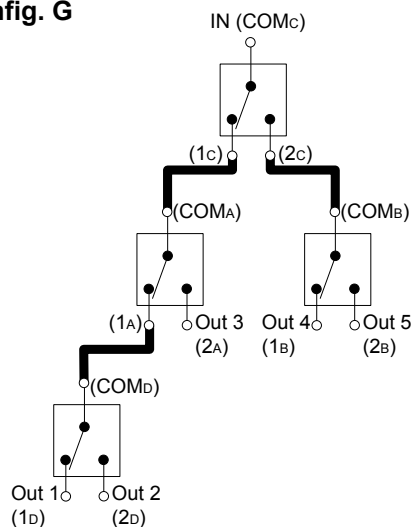 nfig. G
IN (COMC)
(1C) (2C)
(COMA) (COMB)
(1A) Out 3 Out 4 Out 5
(2A) (1B) (2B)
(COMD)
Out 1 Out 2
(1D) (2D)